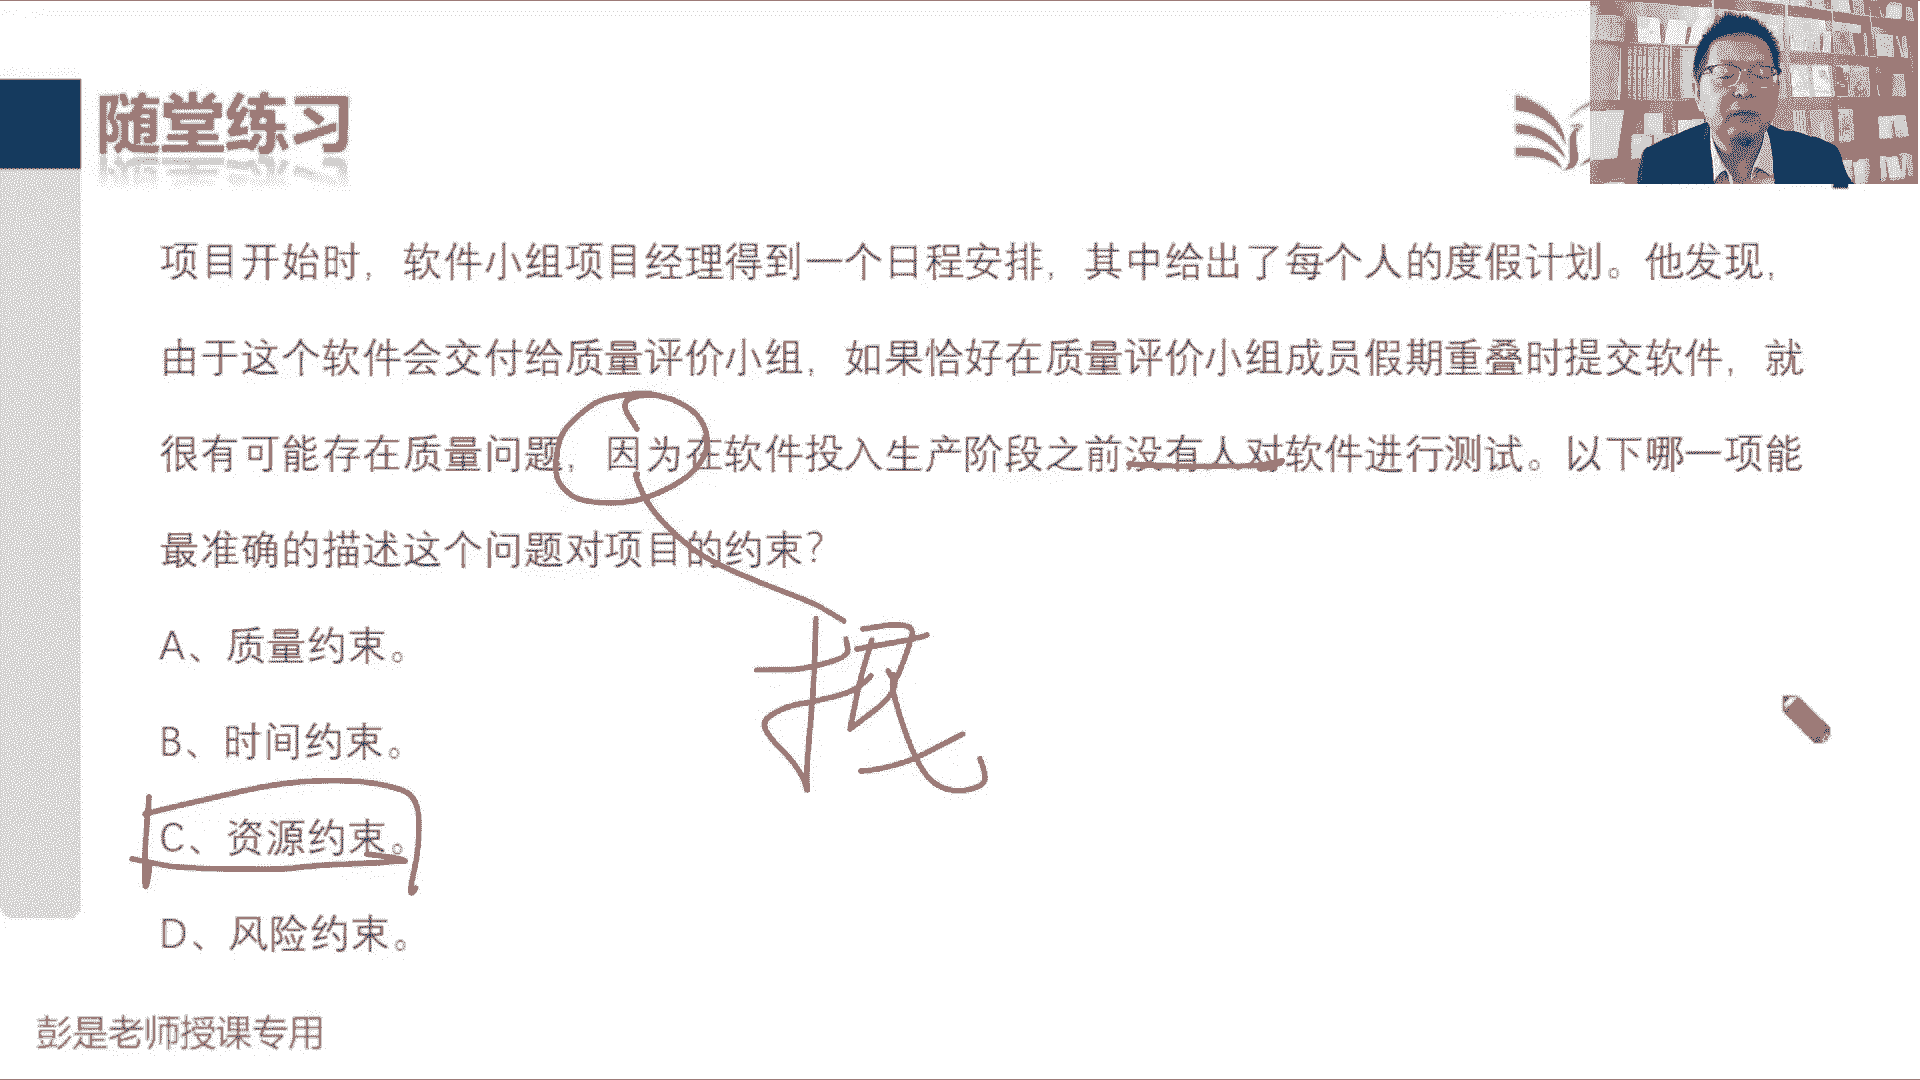 随堂练习
项目开始时，软件小组项目经理得到一个日程安排，其中给出了每个人的度假计划。他发现，
由于这个软件会交付给质量评价小组，如果恰好在质量评价小组成员假期重叠时提交软件，就
很有可能存在质量问题，因为在软件投入生产阶段之前没有人对软件进行测试。以下哪一项能
最准确的描述这个问题对项目的约束？
A、质量约束。
B、时间约束。
C、资源约束。
D、风险约束。
彭是老师授课专用